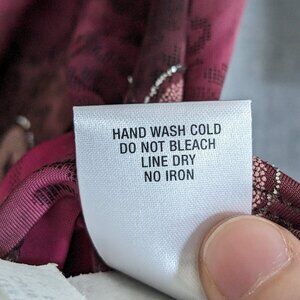 HAND WASH COLD
DO NOT BLEACH
LINE DRY
NO IRON